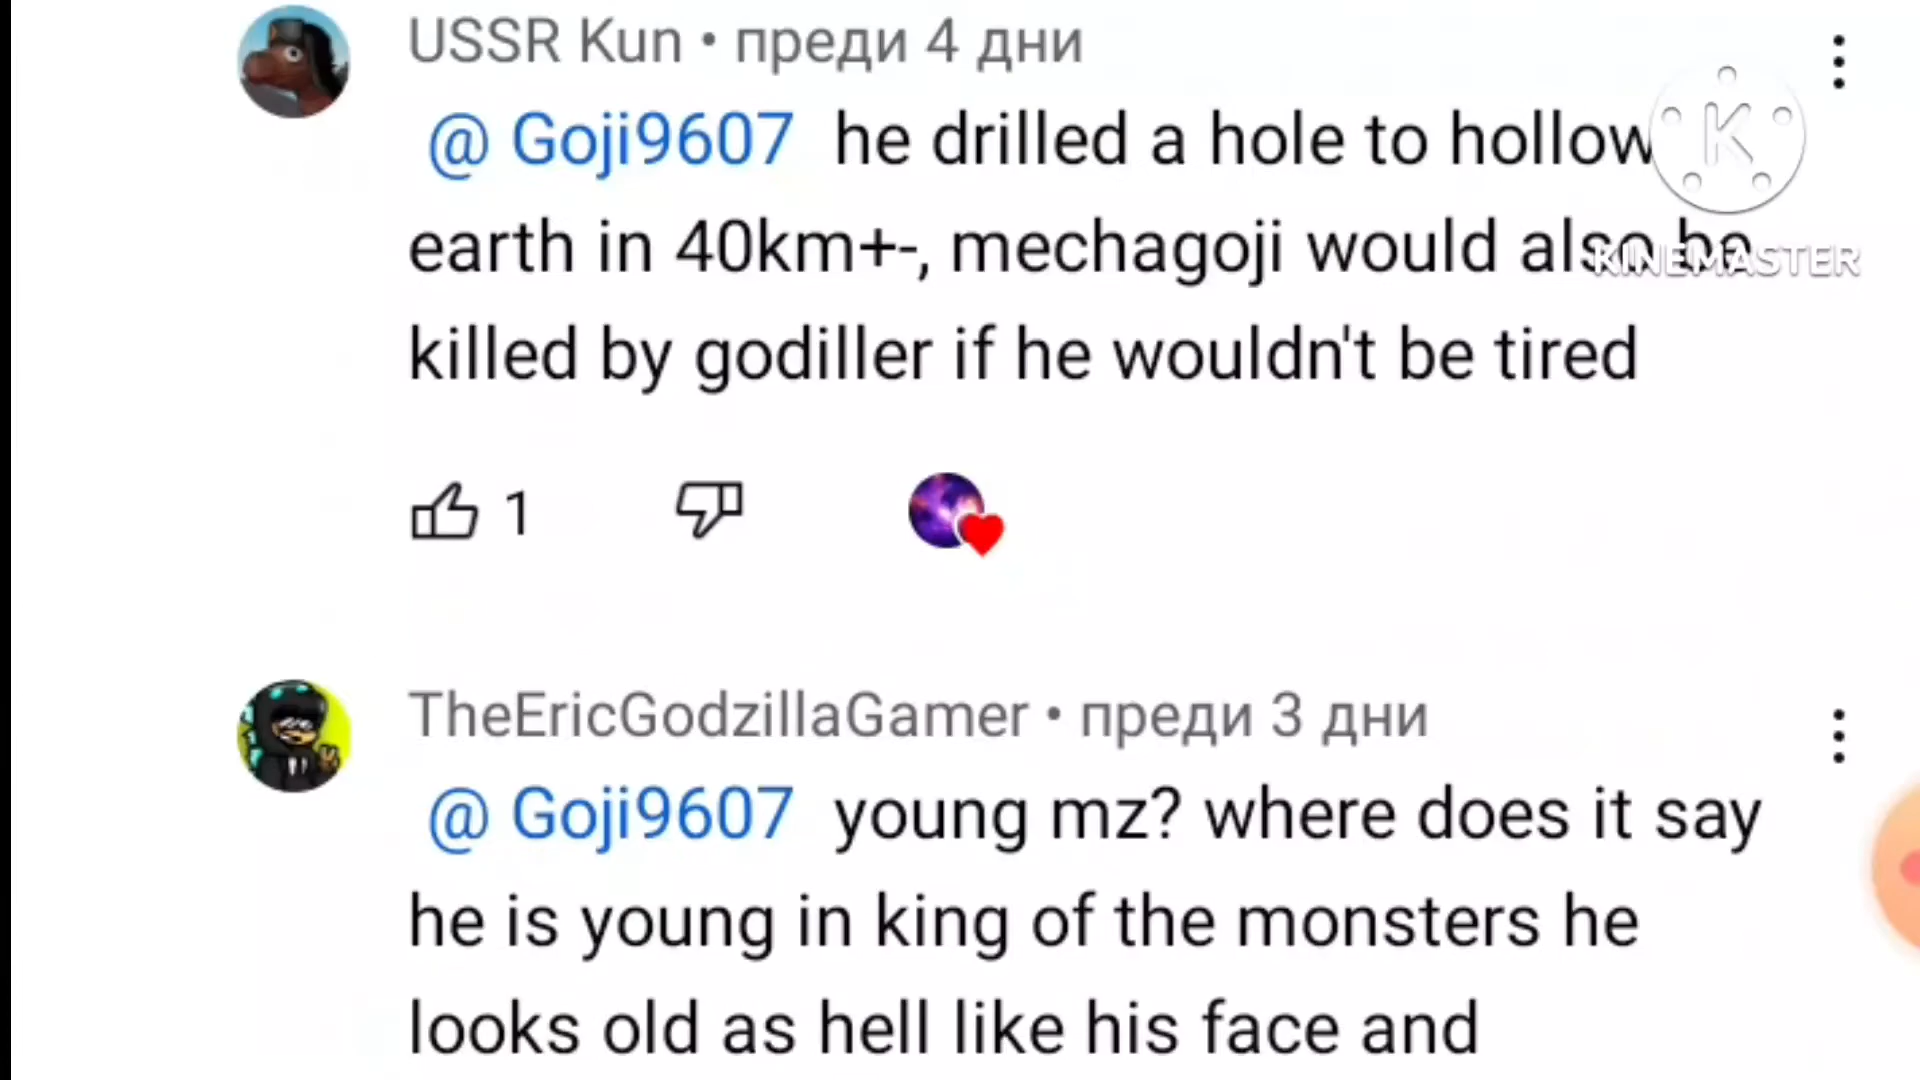 USSR Kun • преди 4 дни
@ Goji9607 he drilled a hole to hollow
K
earth in 40km+-, mechagoji would also be
KINEMASTER
killed by godiller if he wouldn't be tired
1
TheEricGodzillaGamer • преди 3 дни
@ Goji9607 young mz? where does it say
he is young in king of the monsters he
looks old as hell like his face and